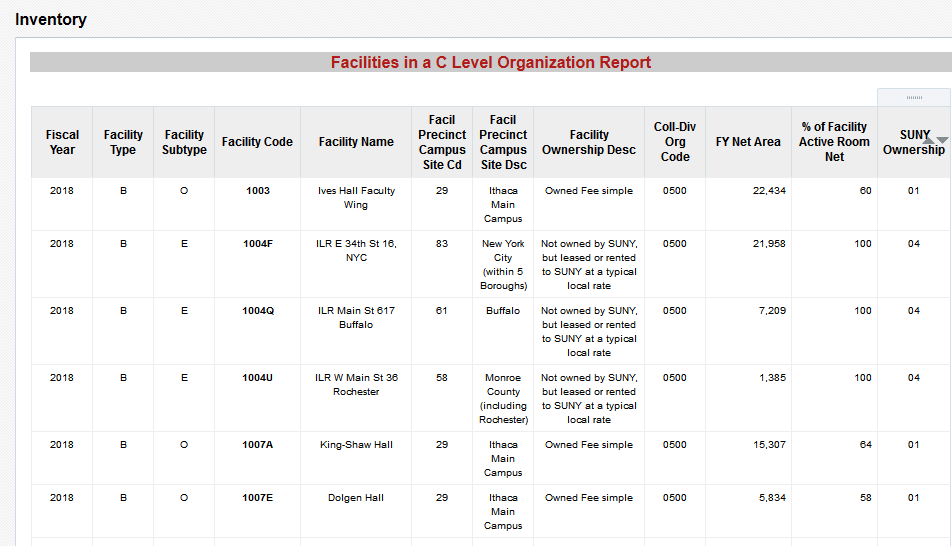 Inventory
Facilities in a C Level Organization Report
Fiscal Year Facility Type Facility Subtype Facility Code Facility Name Facil Precinct Campus Site Cd Facil Precinct Campus Site Dsc Facility Ownership Desc Coll-Div Org Code FY Net Area % of Facility Active Room Net SUNY Ownership
2018 B O 1003 Ives Hall Faculty Wing 29 Ithaca Main Campus Owned Fee simple 0500 22,434 60 01
2018 B E 1004F ILR E 34th St 16, NYC 83 New York City (within 5 Boroughs) Not owned by SUNY, but leased or rented to SUNY at a typical local rate 0500 21,958 100 04
2018 B E 1004Q ILR Main St 617 Buffalo 61 Buffalo Not owned by SUNY, but leased or rented to SUNY at a typical local rate 0500 7,209 100 04
2018 B E 1004U ILR W Main St 36 Rochester 58 Monroe County (including Rochester) Not owned by SUNY, but leased or rented to SUNY at a typical local rate 0500 1,385 100 04
2018 B O 1007A King-Shaw Hall 29 Ithaca Main Campus Owned Fee simple 0500 15,307 64 01
2018 B O 1007E Dolgen Hall 29 Ithaca Main Campus Owned Fee simple 0500 5,834 58 01